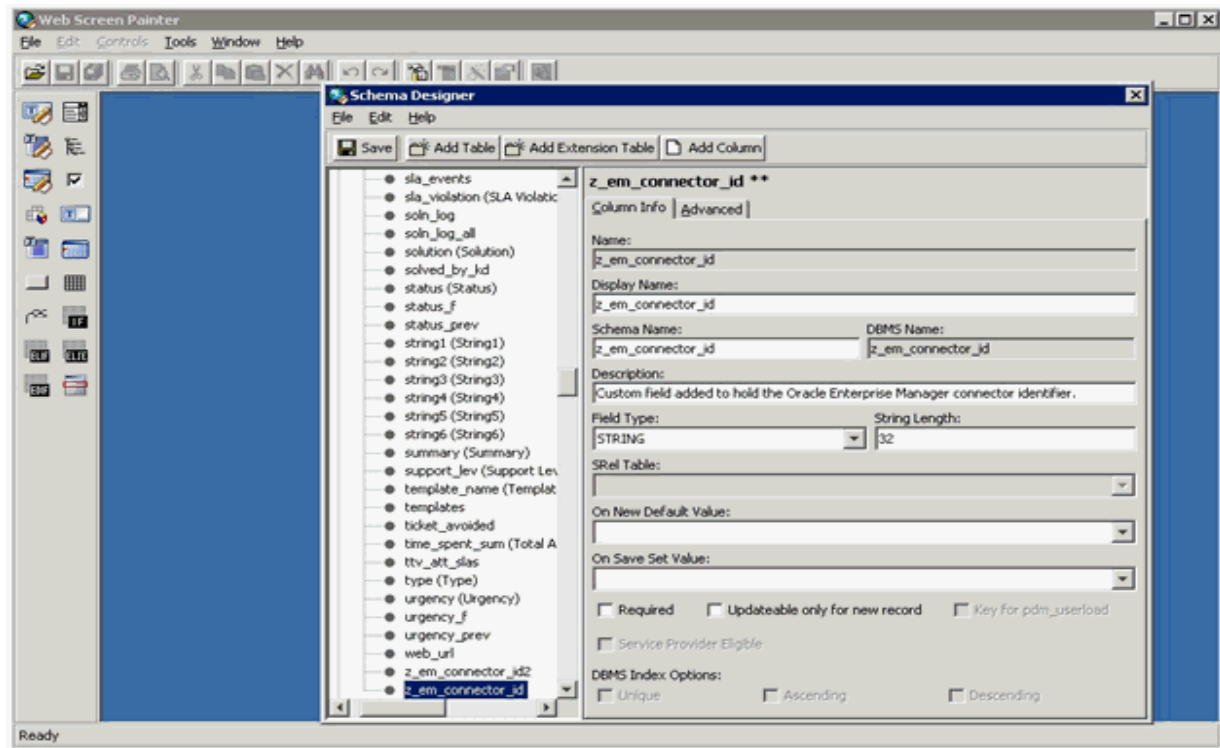 Web Screen Painter
File Edit Controls Tools Window Help
Schema Designer
File Edit Help
Save Add Table Add Extension Table Add Column
sla_events
sla_violation (SLA Violatic
soln_log
soln_log_all
solution (Solution)
solved_by_kd
status (Status)
status_f
status_prev
string1 (String1)
string2 (String2)
string3 (String3)
string4 (String4)
string5 (String5)
string6 (String6)
summary (Summary)
support_lev (Support Lev
template_name (Templat
templates
ticket_avoided
time_spent_sum (Total A
ttv_att_slas
type (Type)
urgency (Urgency)
urgency_f
urgency_prev
web_url
z_em_connector_id2
z_em_connector_id
z_em_connector_id **
Column Info Advanced
Name:
z_em_connector_id
Display Name:
z_em_connector_id
Schema Name: DBMS Name:
z_em_connector_id z_em_connector_id
Description:
Custom field added to hold the Oracle Enterprise Manager connector identifier.
Field Type: String Length:
STRING 32
SRel Table:
On New Default Value:
On Save Set Value:
Required Updateable only for new record Key for pdm_userload
Service Provider Eligible
DBMS Index Options:
Unique Ascending Descending
IF
ELIF ELSE
EDIF
Ready